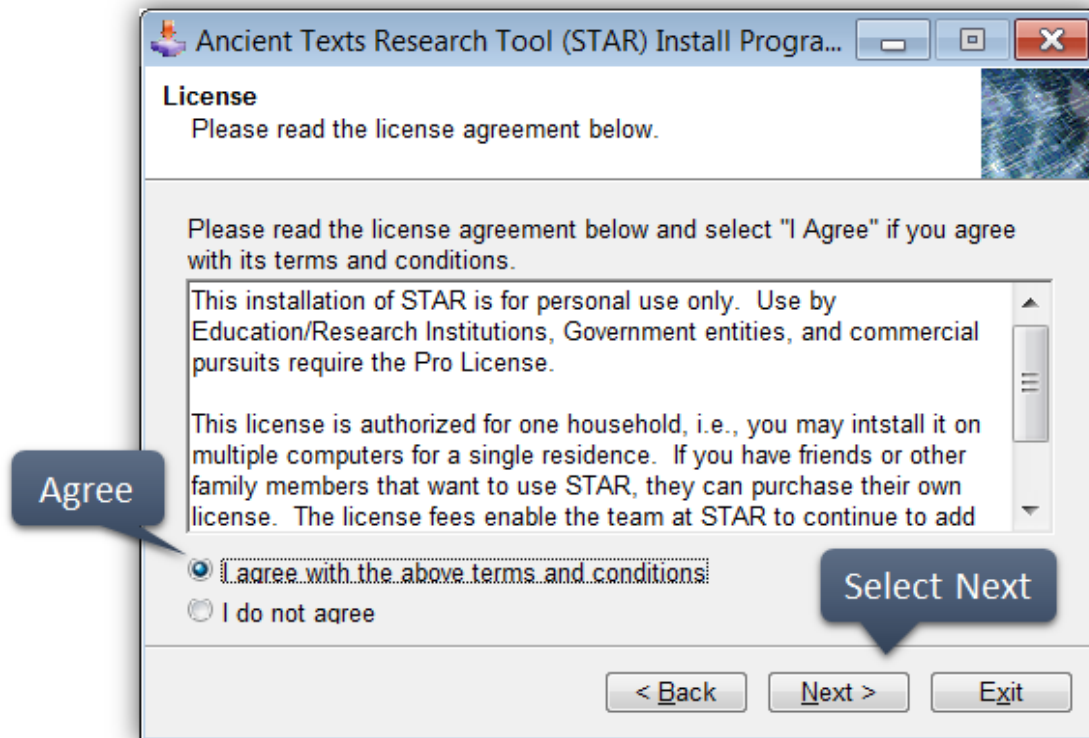 Ancient Texts Research Tool (STAR) Install Progra...
License
Please read the license agreement below.
Please read the license agreement below and select "I Agree" if you agree
with its terms and conditions.
This installation of STAR is for personal use only.  Use by
Education/Research Institutions, Government entities, and commercial
pursuits require the Pro License.
This license is authorized for one household, i.e., you may intstall it on
multiple computers for a single residence.  If you have friends or other
family members that want to use STAR, they can purchase their own
license.  The license fees enable the team at STAR to continue to add
Agree
I agree with the above terms and conditions
Select Next
I do not agree
< Back
Next >
Exit